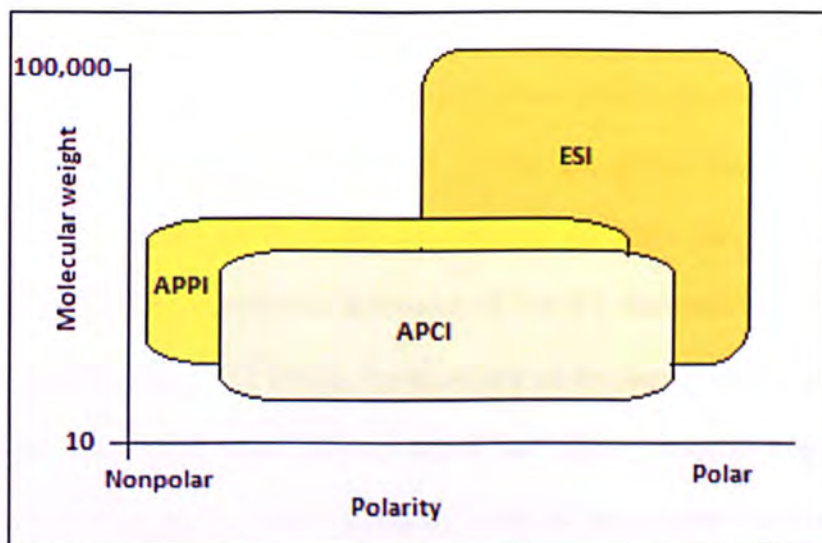 100,000
Molecular weight
ESI
APPI
APCI
10
Nonpolar
Polar
Polarity